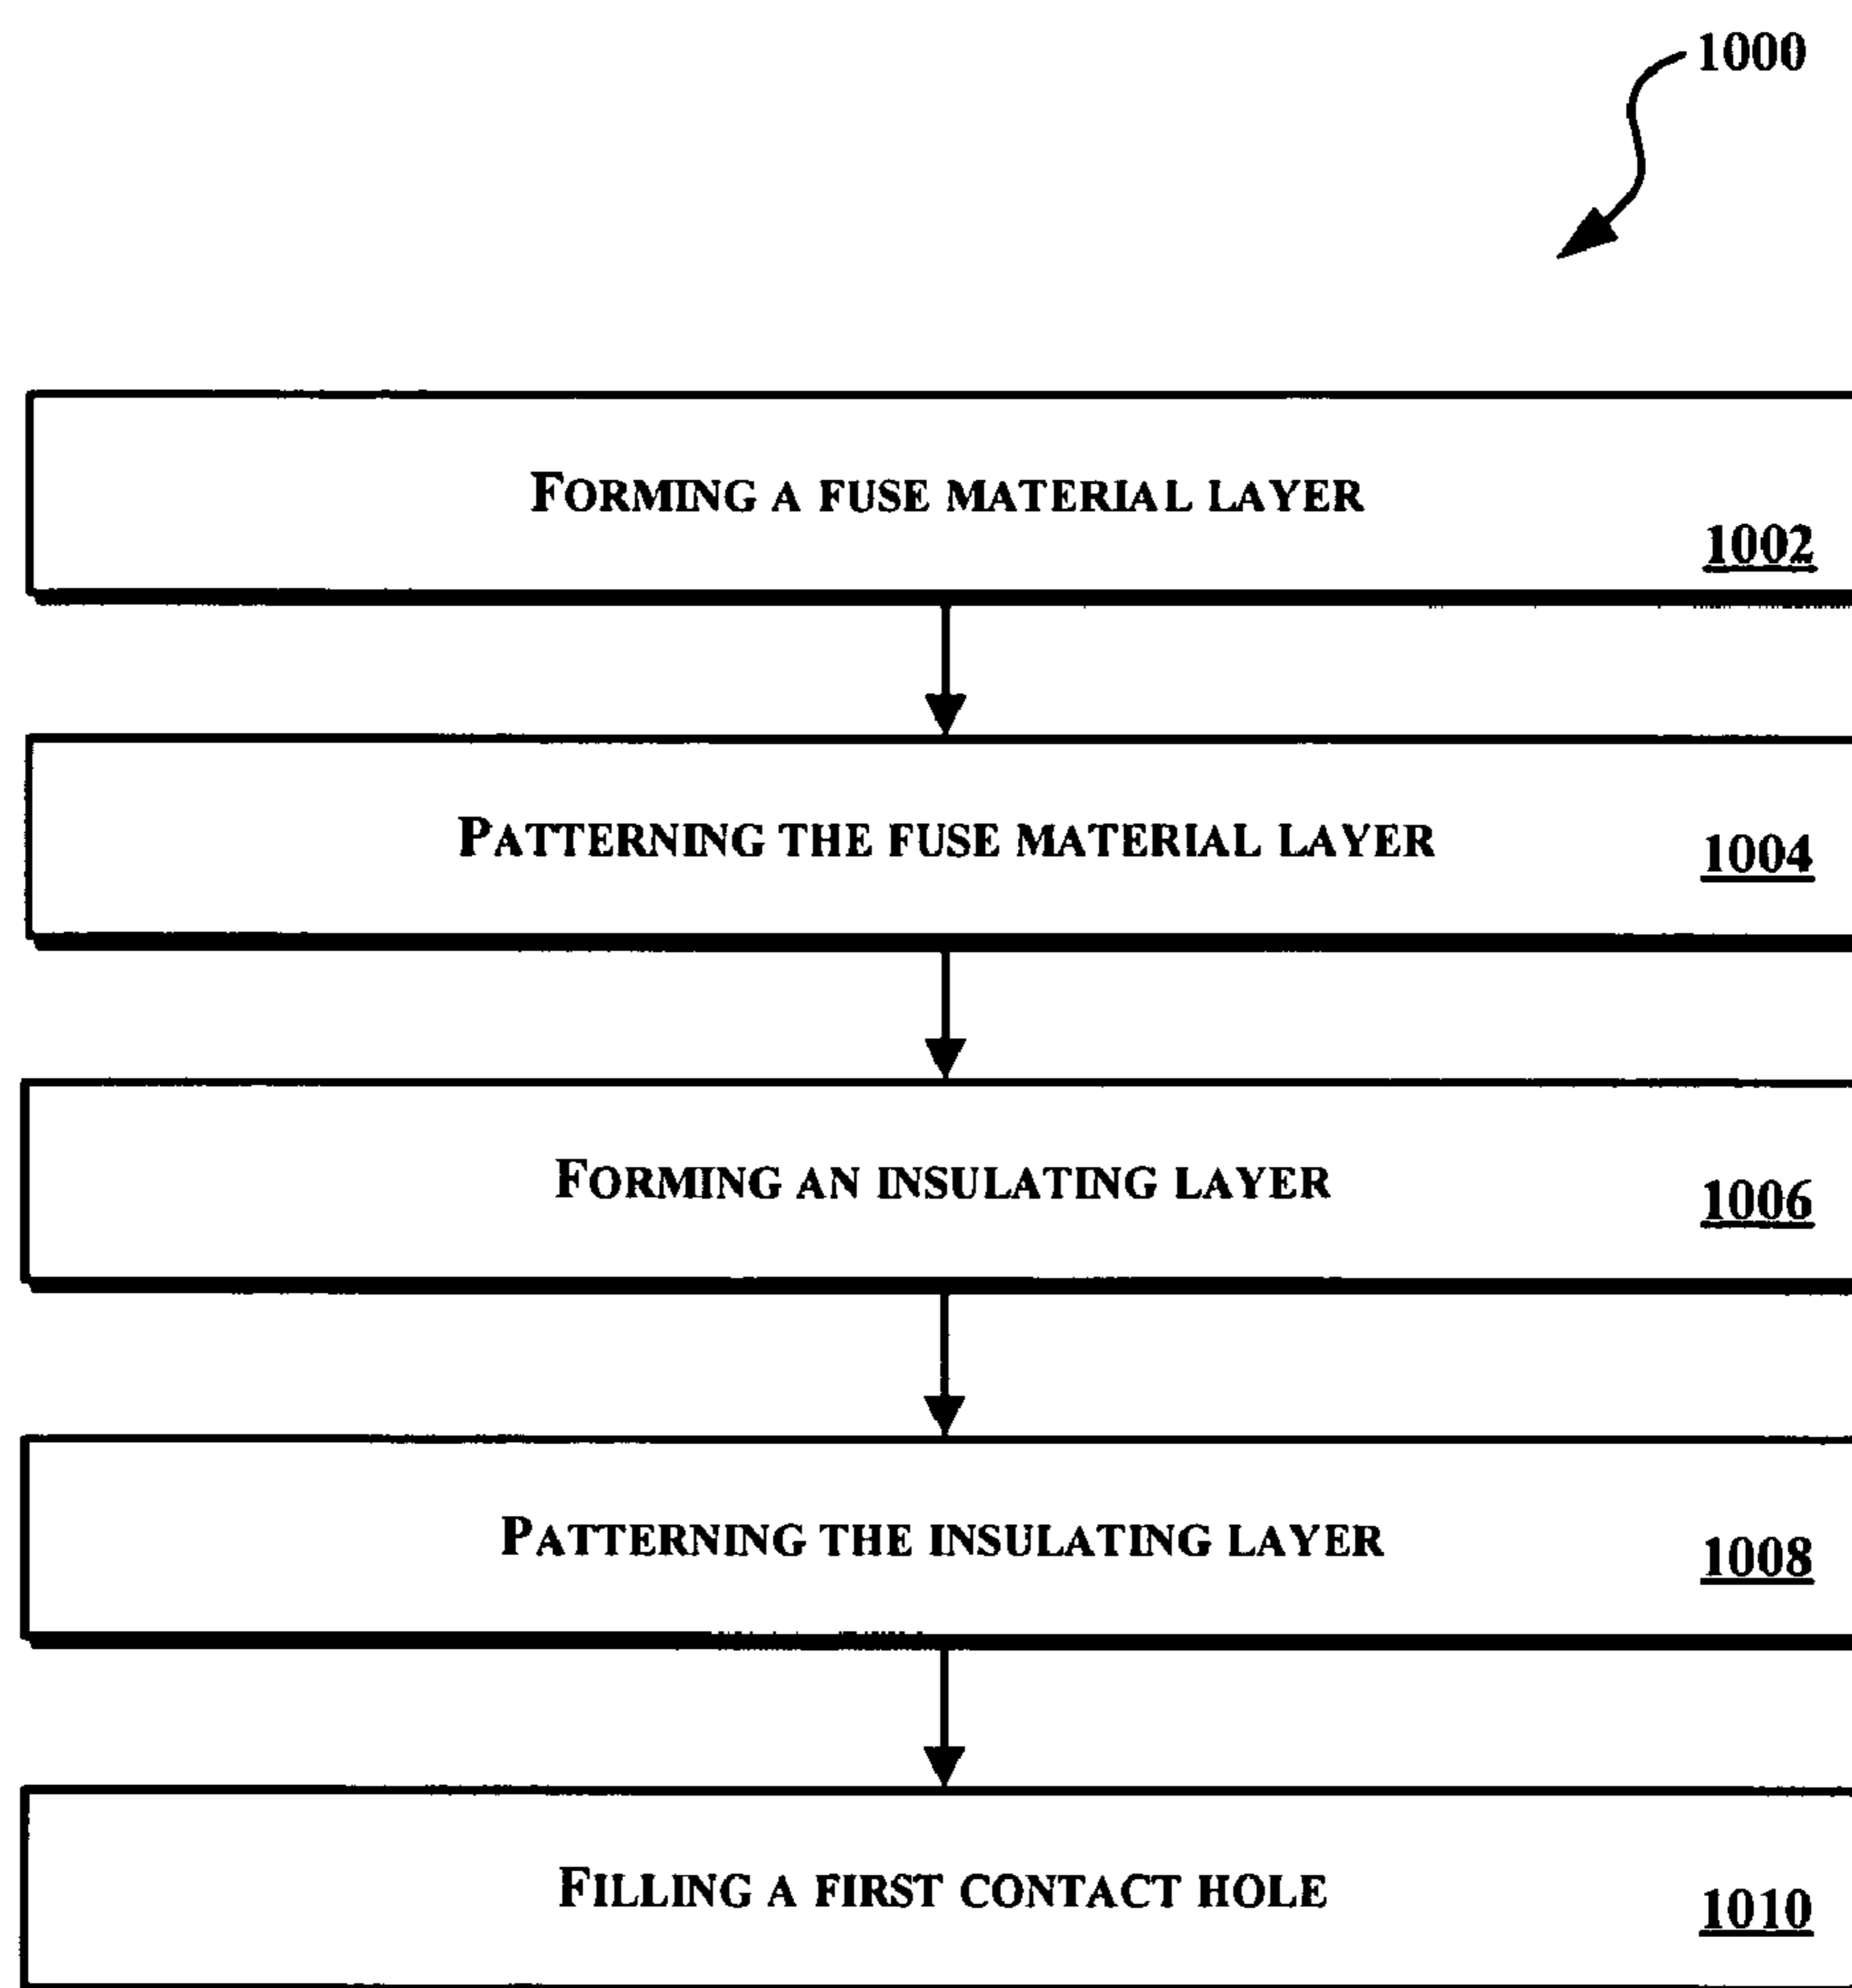 1000
FORMING A FUSE MATERIAL LAYER
1002
PATTERNING THE FUSE MATERIAL LAYER
1004
FORMING AN INSULATING LAYER
1006
PATTERNING THE INSULATING LAYER
1008
FILLING A FIRST CONTACT HOLE
1010